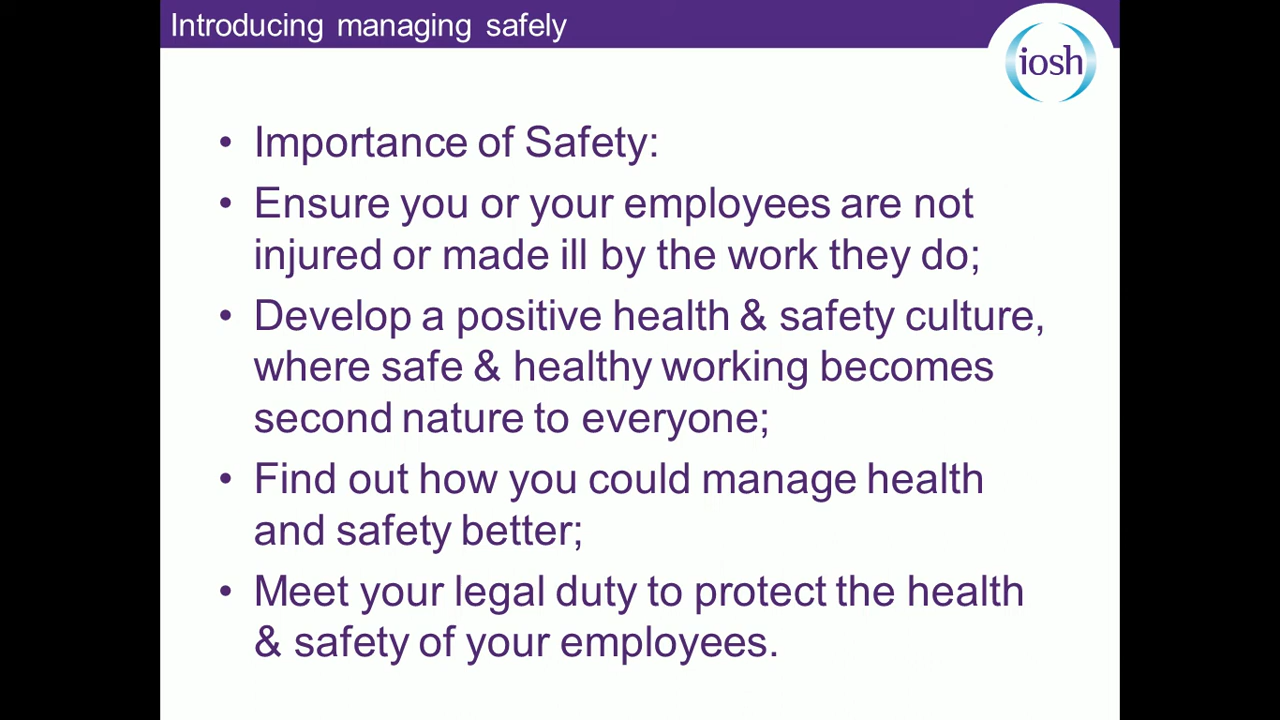 Introducing managing safely
iosh
• Importance of Safety:
• Ensure you or your employees are not
injured or made ill by the work they do;
• Develop a positive health & safety culture,
where safe & healthy working becomes
second nature to everyone;
• Find out how you could manage health
and safety better;
• Meet your legal duty to protect the health
& safety of your employees.